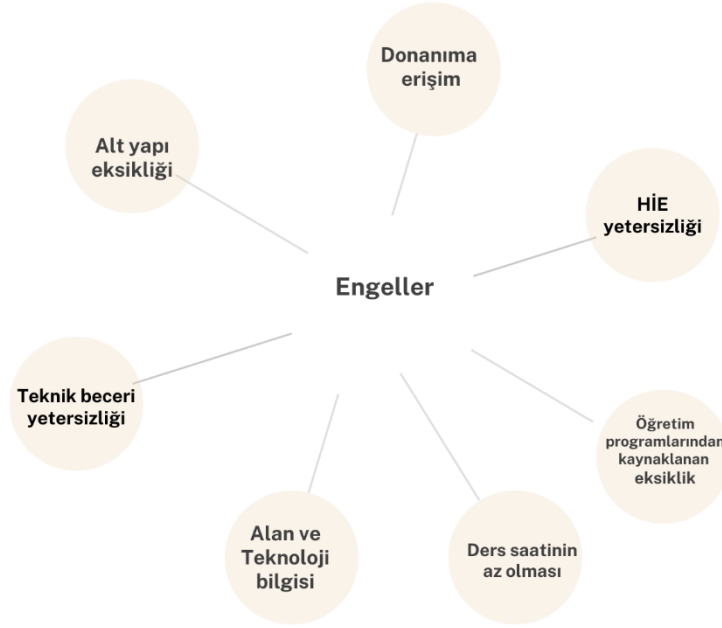 Donanıma
erişim
Alt yapı
eksikliği
HİE
yetersizliği
Engeller
Teknik beceri
yetersizliği
Öğretim
programlarından
kaynaklanan
eksiklik
Alan ve
Teknoloji
bilgisi
Ders saatinin
az olması